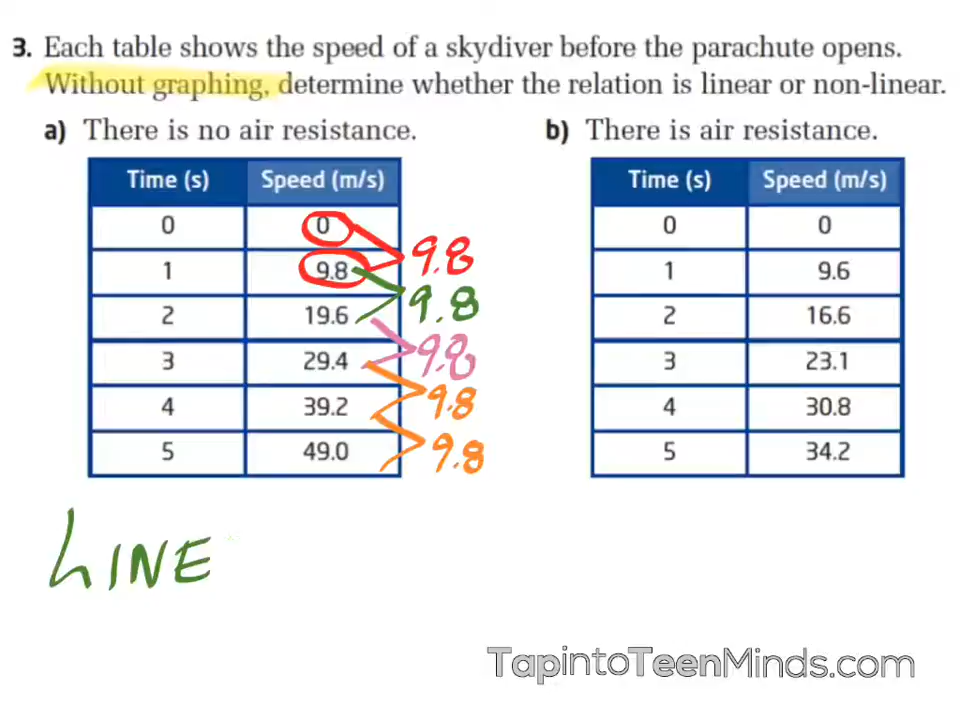 3. Each table shows the speed of a skydiver before the parachute opens.
Without graphing, determine whether the relation is linear or non-linear.
a) There is no air resistance.
Time (s) Speed (m/s)
0 0
1 9.8
2 19.6
3 29.4
4 39.2
5 49.0
9.8
9.8
9.8
9.8
9.8
LINE
b) There is air resistance.
Time (s) Speed (m/s)
0 0
1 9.6
2 16.6
3 23.1
4 30.8
5 34.2
TapintoTeenMinds.com